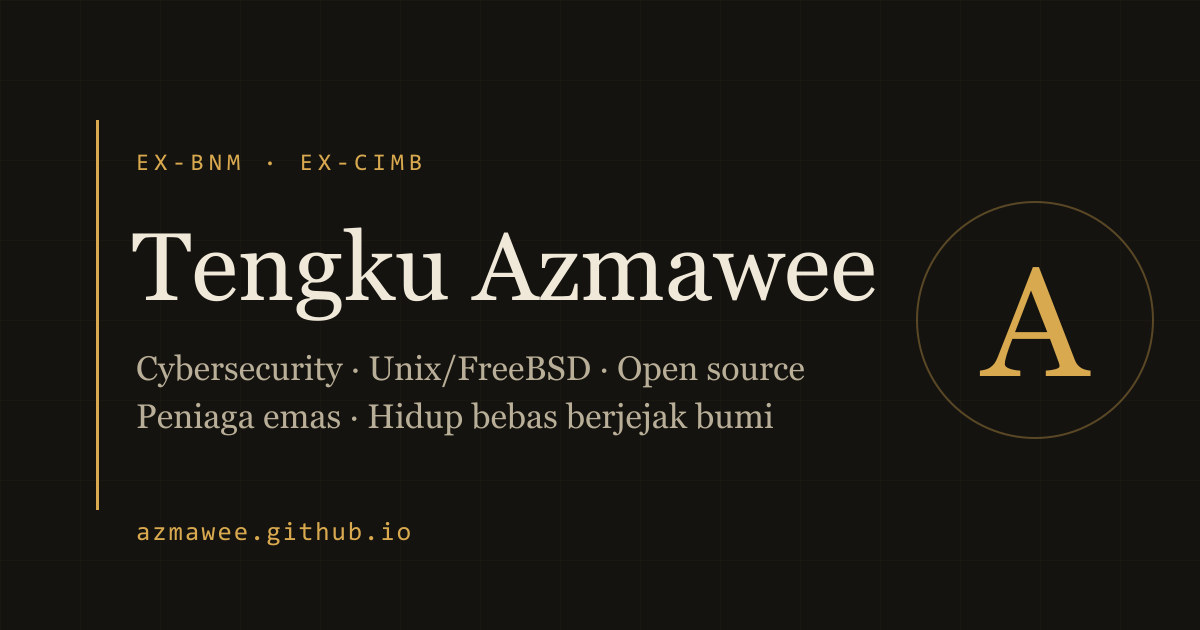 EX-BNM · EX-CIMB
Tengku Azmawee
A
Cybersecurity · Unix/FreeBSD · Open source
Peniaga emas · Hidup bebas berjejak bumi
azmawee.github.io